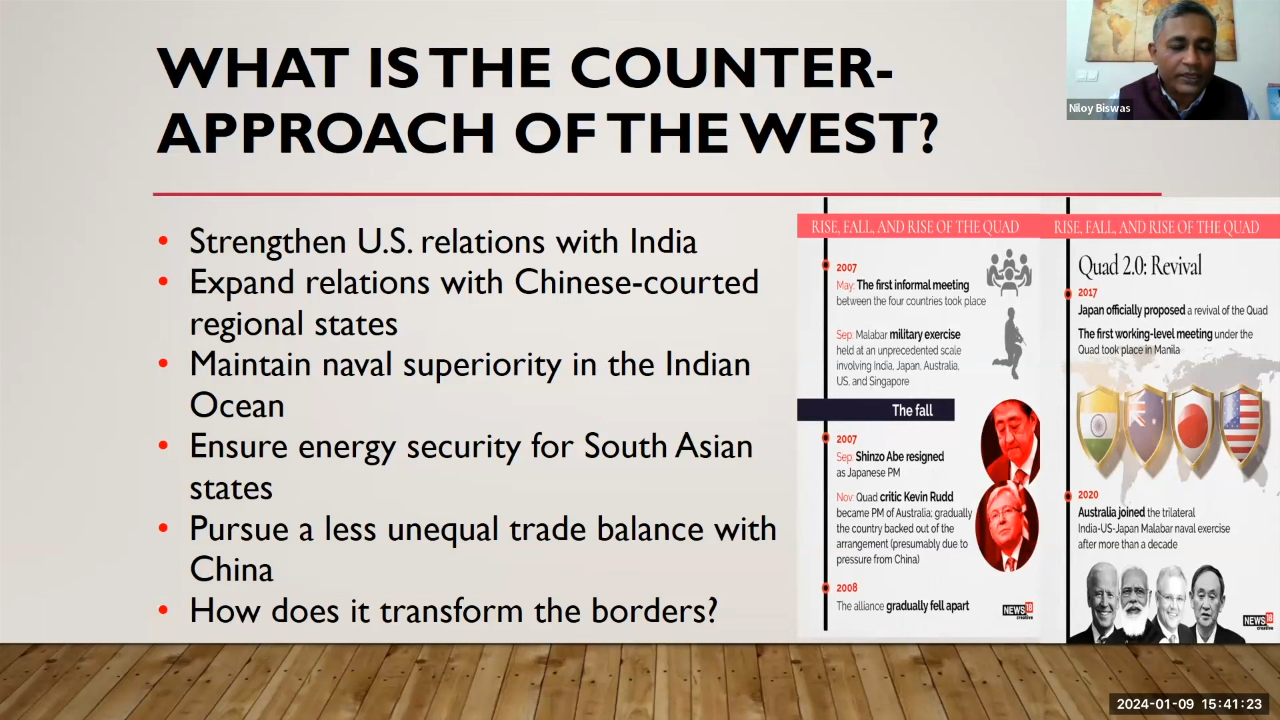 WHAT IS THE COUNTER-
APPROACH OF THE WEST?
Niloy Biswas
• Strengthen U.S. relations with India
• Expand relations with Chinese-courted
regional states
• Maintain naval superiority in the Indian
Ocean
• Ensure energy security for South Asian
states
• Pursue a less unequal trade balance with
China
• How does it transform the borders?
RISE, FALL, AND RISE OF THE QUAD
2007
May: The first informal meeting
between the four countries took place
Sep: Malabar military exercise
held at an unprecedented scale
involving India, Japan, Australia,
US, and Singapore
The fall
2007
Sep: Shinzo Abe resigned
as Japanese PM
Nov: Quad critic Kevin Rudd
became PM of Australia; gradually
the country backed out of the
arrangement (presumably due to
pressure from China)
2008
The alliance gradually fell apart
NEWS18
creative
RISE, FALL, AND RISE OF THE QUAD
Quad 2.0: Revival
2017
Japan officially proposed a revival of the Quad
The first working-level meeting under the
Quad took place in Manila
2020
Australia joined the trilateral
India-US-Japan Malabar naval exercise
after more than a decade
NEWS18
creative
2024-01-09 15:41:23